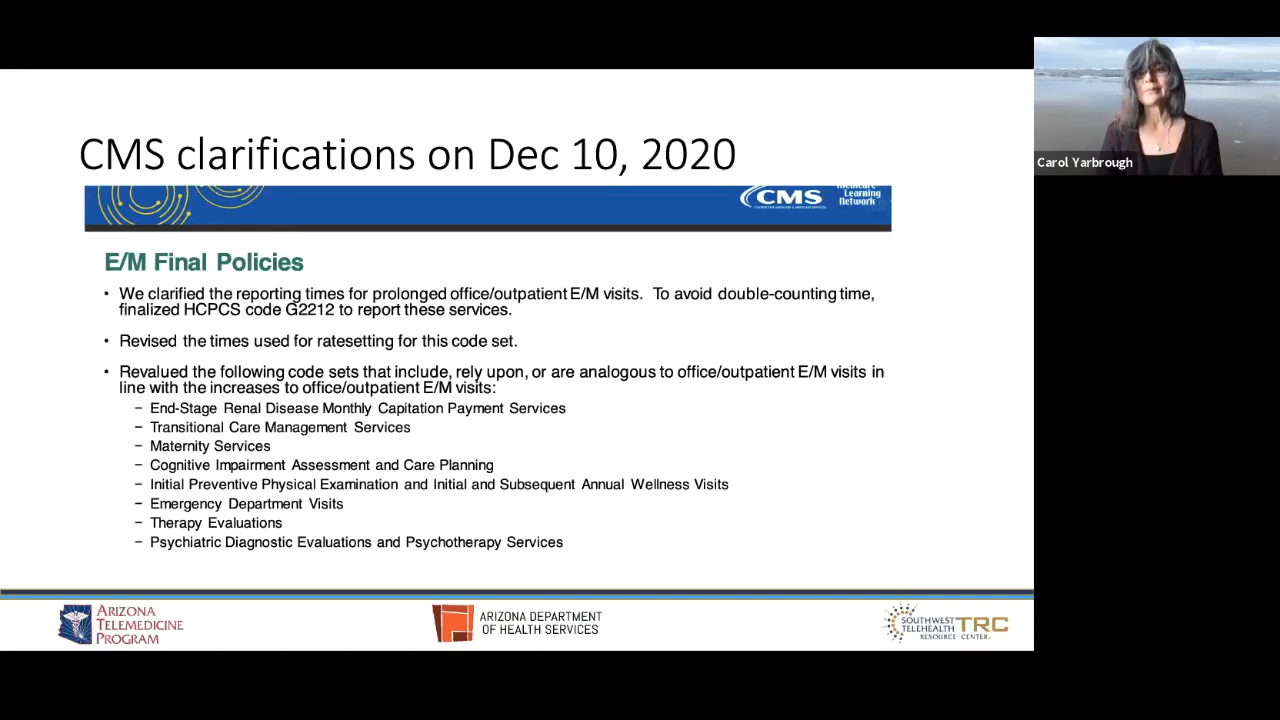 CMS clarifications on Dec 10, 2020
CMS
Learning
Network
E/M Final Policies
• We clarified the reporting times for prolonged office/outpatient E/M visits. To avoid double-counting time,
finalized HCPCS code G2212 to report these services.
• Revised the times used for ratesetting for this code set.
• Revalued the following code sets that include, rely upon, or are analogous to office/outpatient E/M visits in
line with the increases to office/outpatient E/M visits:
– End-Stage Renal Disease Monthly Capitation Payment Services
– Transitional Care Management Services
– Maternity Services
– Cognitive Impairment Assessment and Care Planning
– Initial Preventive Physical Examination and Initial and Subsequent Annual Wellness Visits
– Emergency Department Visits
– Therapy Evaluations
– Psychiatric Diagnostic Evaluations and Psychotherapy Services
ARIZONA
TELEMEDICINE
PROGRAM
ARIZONA DEPARTMENT
OF HEALTH SERVICES
SOUTHWEST
TELEHEALTH
RESOURCE CENTER
TRC
Carol Yarbrough